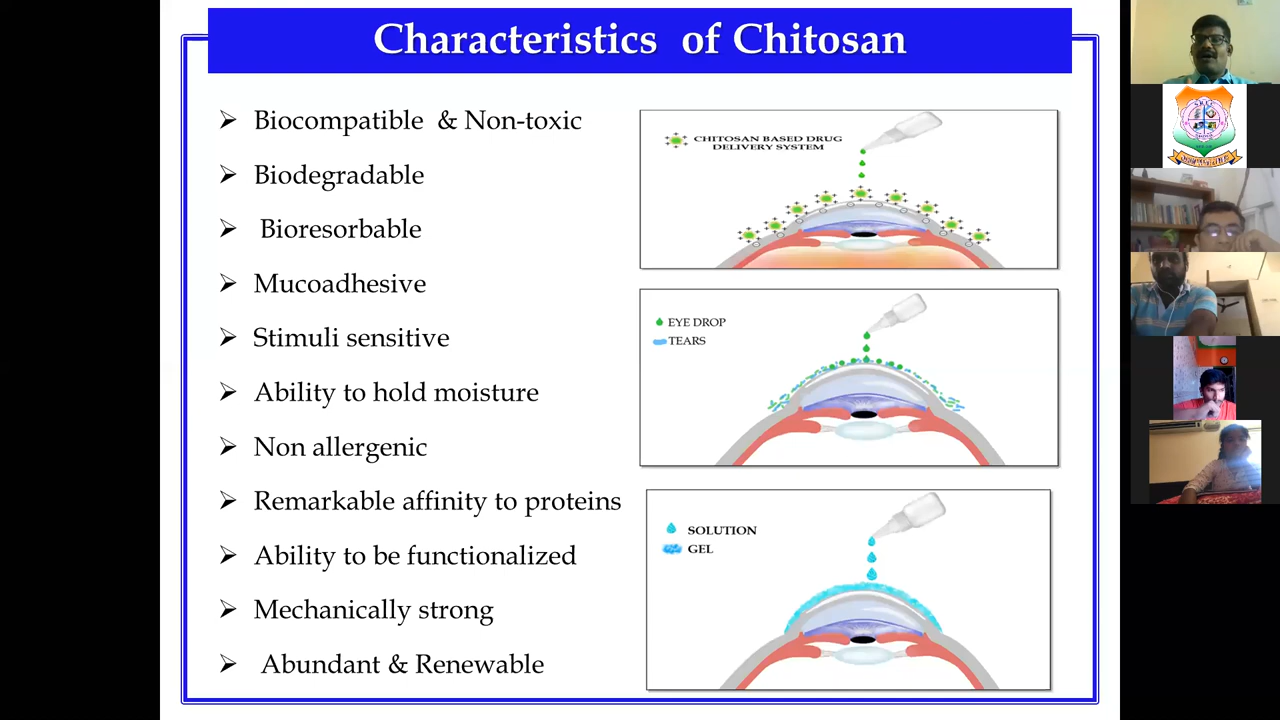 Characteristics of Chitosan
Biocompatible & Non-toxic
Biodegradable
Bioresorbable
Mucoadhesive
Stimuli sensitive
Ability to hold moisture
Non allergenic
Remarkable affinity to proteins
Ability to be functionalized
Mechanically strong
Abundant & Renewable
CHITOSAN BASED DRUG
DELIVERY SYSTEM
EYE DROP
TEARS
SOLUTION
GEL